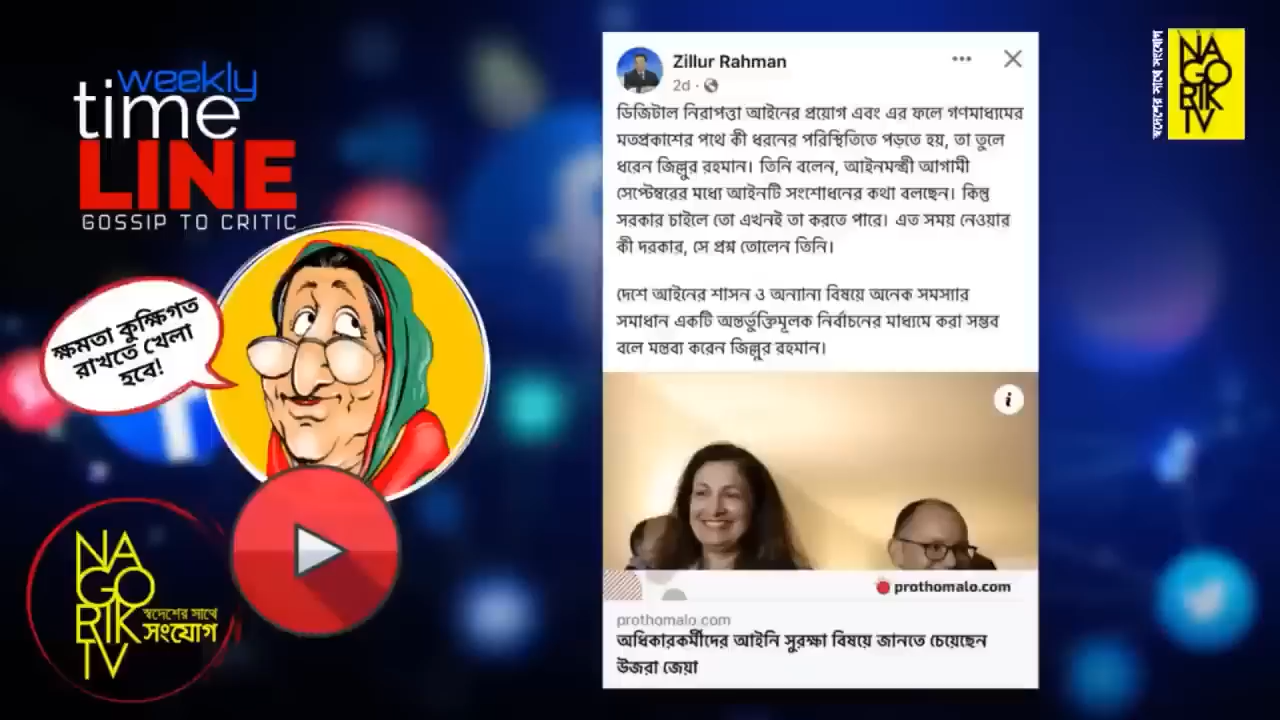 weekly
time
LINE
GOSSIP TO CRITIC
ক্ষমতা কুক্ষিগত
রাখতে খেলা
হবে!
NA
GO
RIK
TV
স্বদেশের সাথে
সংযোগ
Zillur Rahman
2d
ডিজিটাল নিরাপত্তা আইনের প্রয়োগ এবং এর ফলে গণমাধ্যমের
মতপ্রকাশের পথে কী ধরনের পরিস্থিতিতে পড়তে হয়, তা তুলে
ধরেন জিল্লুর রহমান। তিনি বলেন, আইনমন্ত্রী আগামী
সেপ্টেম্বরের মধ্যে আইনটি সংশোধনের কথা বলছেন। কিন্তু
সরকার চাইলে তো এখনই তা করতে পারে। এত সময় নেওয়ার
কী দরকার, সে প্রশ্ন তোলেন তিনি।
দেশে আইনের শাসন ও অন্যান্য বিষয়ে অনেক সমস্যার
সমাধান একটি অন্তর্ভুক্তিমূলক নির্বাচনের মাধ্যমে করা সম্ভব
বলে মন্তব্য করেন জিল্লুর রহমান।
prothomalo.com
prothomalo.com
অধিকারকর্মীদের আইনি সুরক্ষা বিষয়ে জানতে চেয়েছেন
উজরা জেয়া
স্বদেশের সাথে সংযোগ
NA
GO
RIK
TV